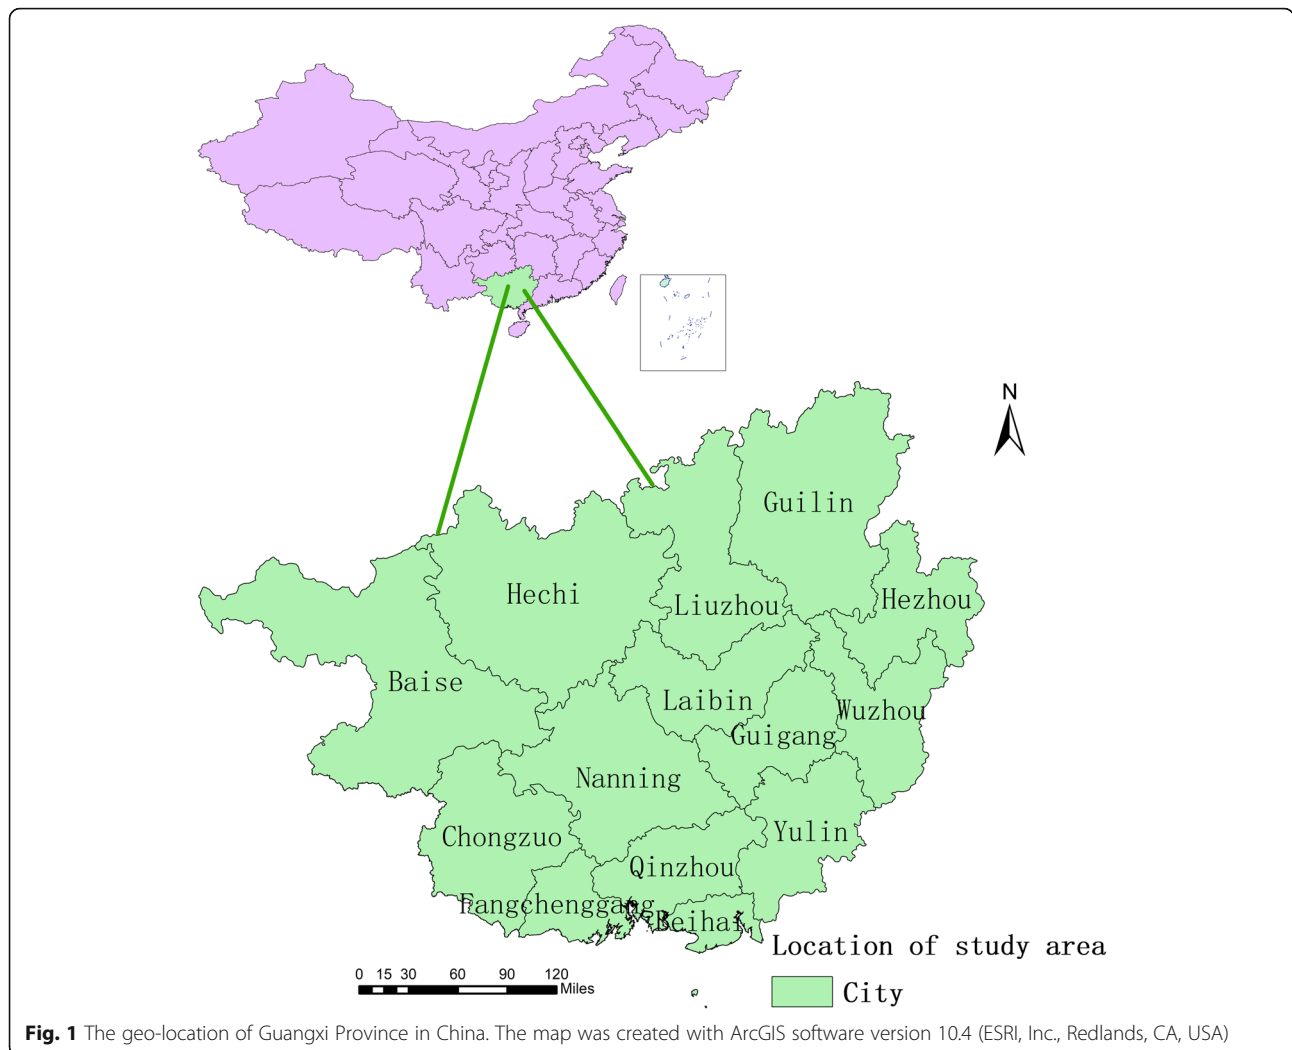 N
Guilin
Hechi
Liuzhou
Hezhou
Baise
Laibin
Wuzhou
Guigang
Nanning
Chongzuo
Yulin
Qinzhou
Fangchenggang
Beihai
Location of study area
City
0 15 30 60 90 120
Miles
Fig. 1 The geo-location of Guangxi Province in China. The map was created with ArcGIS software version 10.4 (ESRI, Inc., Redlands, CA, USA)